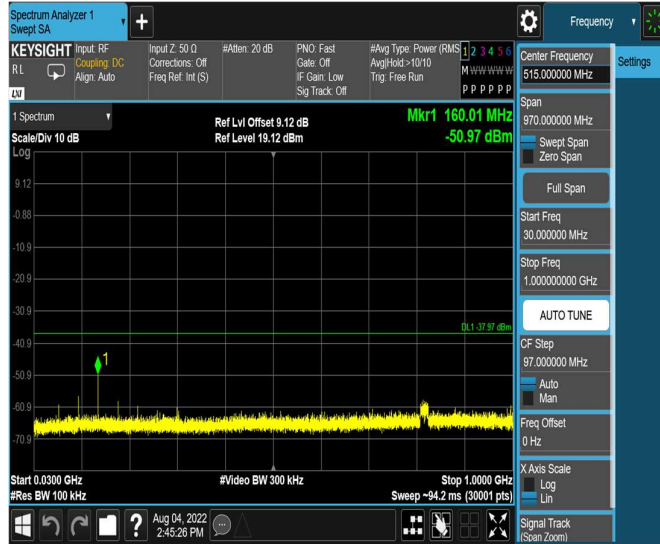 Spectrum Analyzer 1
Swept SA
Frequency
KEYSIGHT
RL
LXI
Input: RF
Coupling: DC
Align: Auto
Input Z: 50 Ω
Corrections: Off
Freq Ref: Int (S)
#Atten: 20 dB
PNO: Fast
Gate: Off
IF Gain: Low
Sig Track: Off
#Avg Type: Power (RMS
Avg|Hold:>10/10
Trig: Free Run
1 2 3 4 5 6
M W W W W W
P P P P P P
1 Spectrum
Scale/Div 10 dB
Log
Ref Lvl Offset 9.12 dB
Ref Level 19.12 dBm
Mkr1 160.01 MHz
-50.97 dBm
9.12
-0.88
-10.9
-20.9
-30.9
-40.9
-50.9
-60.9
-70.9
DL1 -37.97 dBm
1
Start 0.0300 GHz
#Res BW 100 kHz
#Video BW 300 kHz
Stop 1.0000 GHz
Sweep ~94.2 ms (30001 pts)
Aug 04, 2022
2:45:26 PM
Center Frequency
515.000000 MHz
Span
970.000000 MHz
Swept Span
Zero Span
Full Span
Start Freq
30.000000 MHz
Stop Freq
1.000000000 GHz
AUTO TUNE
CF Step
97.000000 MHz
Auto
Man
Freq Offset
0 Hz
X Axis Scale
Log
Lin
Signal Track
(Span Zoom)
Settings